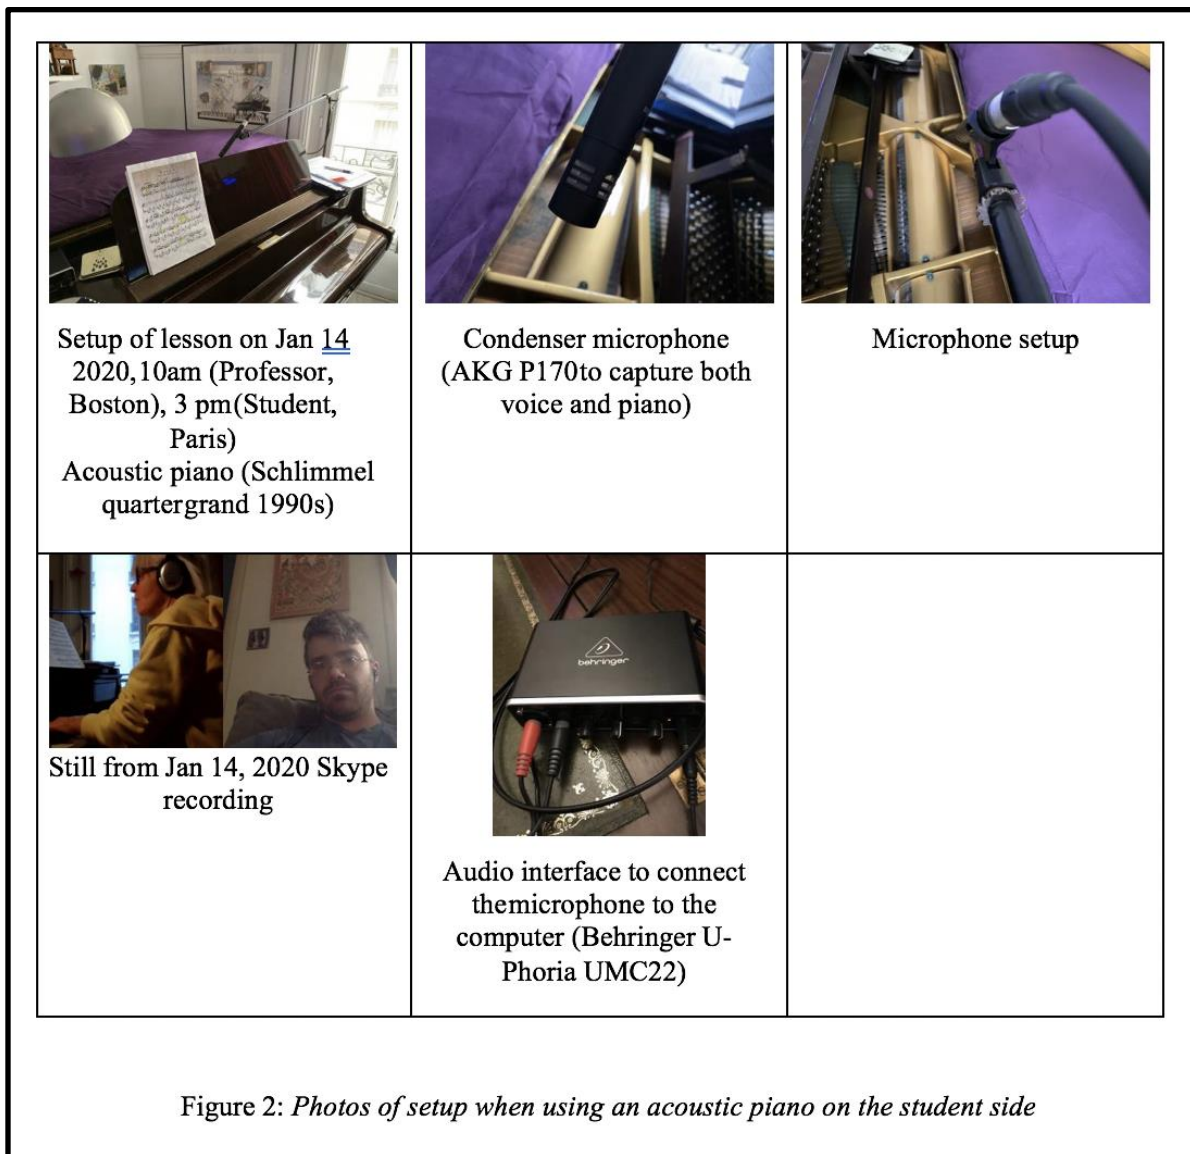 Setup of lesson on Jan 14
2020,10am (Professor,
Boston), 3 pm(Student,
Paris)
Acoustic piano (Schlimmel
quartergrand 1990s)
Condenser microphone
(AKG P170to capture both
voice and piano)
Microphone setup
Still from Jan 14, 2020 Skype
recording
behringer
Audio interface to connect
themicrophone to the
computer (Behringer U-
Phoria UMC22)
Figure 2: Photos of setup when using an acoustic piano on the student side